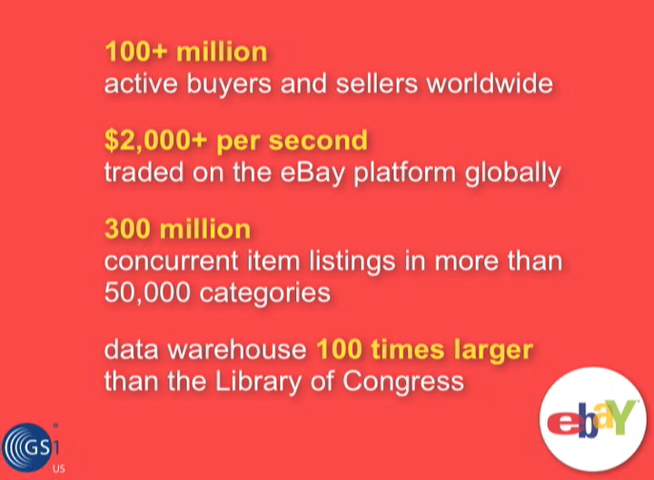 100+ million
active buyers and sellers worldwide
$2,000+ per second
traded on the eBay platform globally
300 million
concurrent item listings in more than
50,000 categories
data warehouse 100 times larger
than the Library of Congress
ebaY
GS1
US